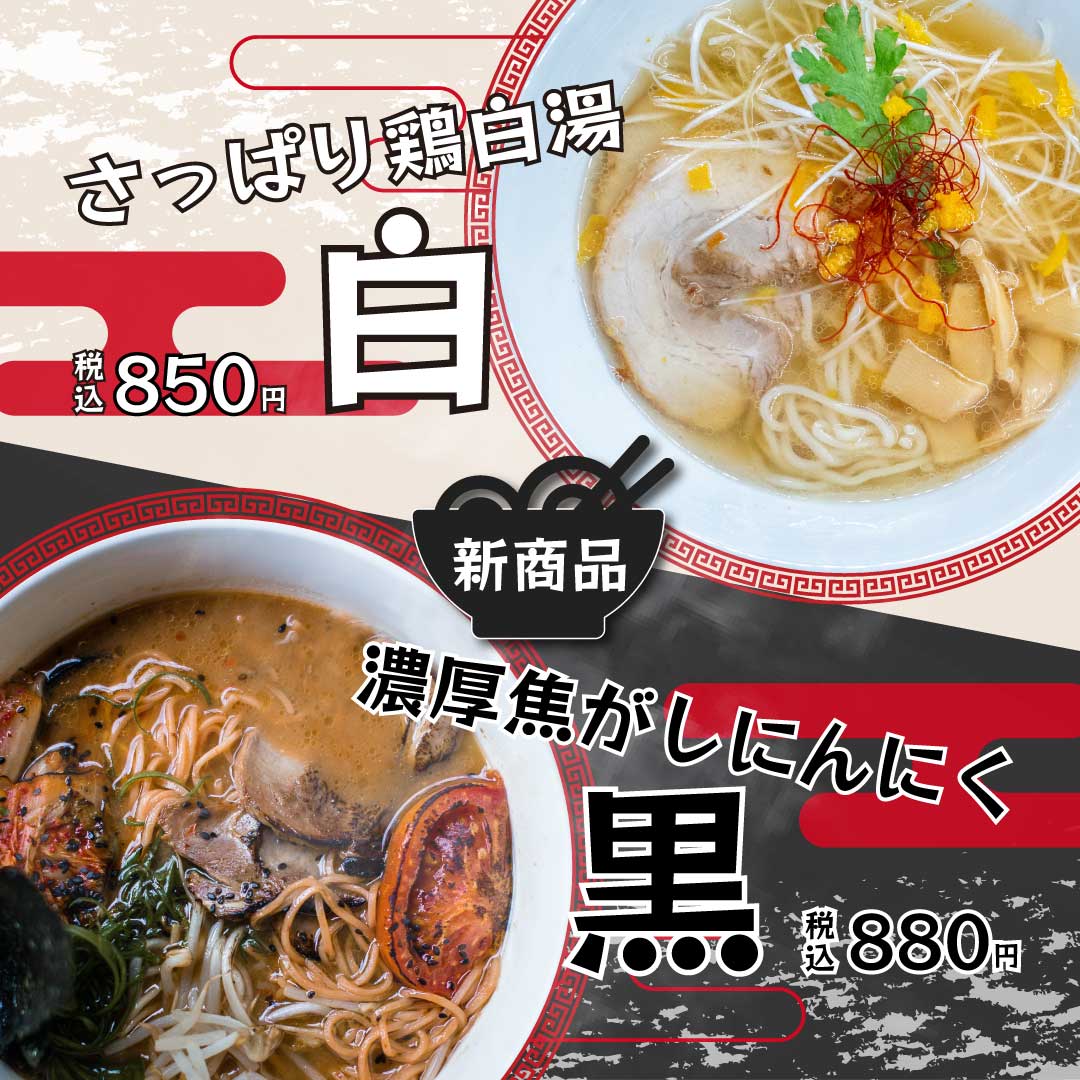 さっぱり鶏白湯
白
税込850円
新商品
濃厚焦がしにんにく
黒
税込880円